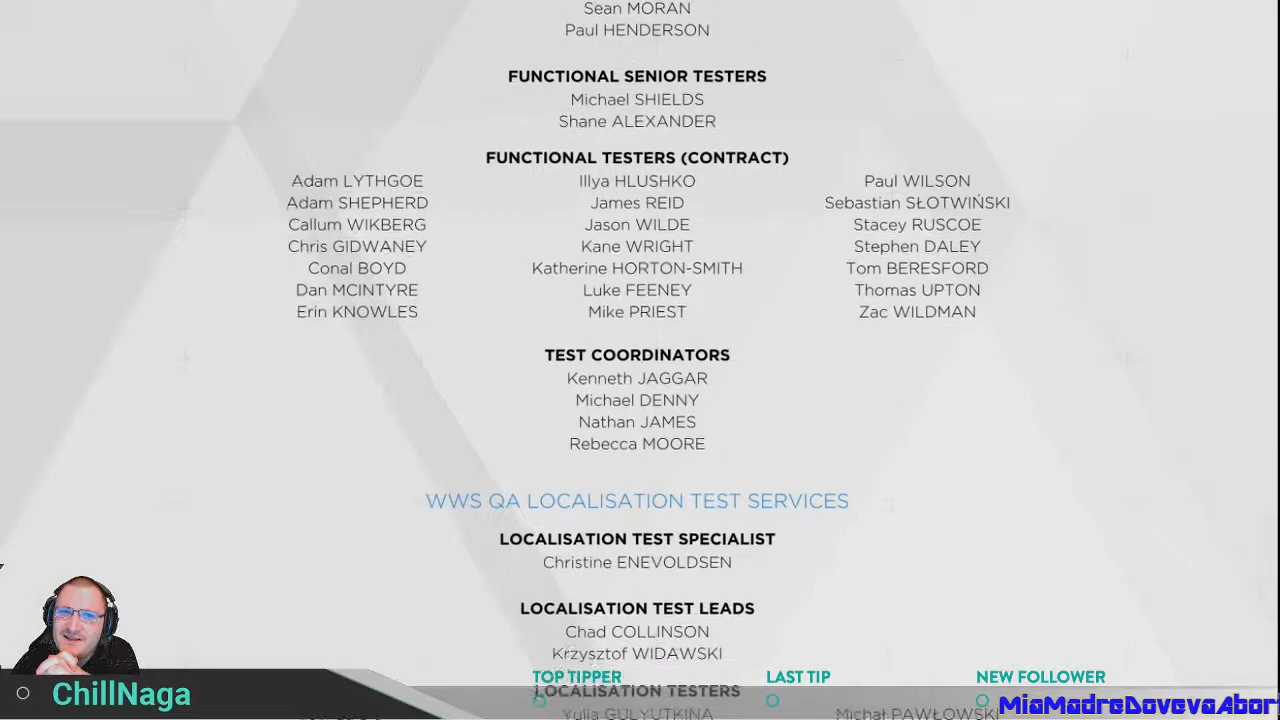 Sean MORAN
Paul HENDERSON
FUNCTIONAL SENIOR TESTERS
Michael SHIELDS
Shane ALEXANDER
FUNCTIONAL TESTERS (CONTRACT)
Adam LYTHGOE Illya HLUSHKO Paul WILSON
Adam SHEPHERD James REID Sebastian SŁOTWIŃSKI
Callum WIKBERG Jason WILDE Stacey RUSCOE
Chris GIDWANEY Kane WRIGHT Stephen DALEY
Conal BOYD Katherine HORTON-SMITH Tom BERESFORD
Dan MCINTYRE Luke FEENEY Thomas UPTON
Erin KNOWLES Mike PRIEST Zac WILDMAN
TEST COORDINATORS
Kenneth JAGGAR
Michael DENNY
Nathan JAMES
Rebecca MOORE
WWS QA LOCALISATION TEST SERVICES
LOCALISATION TEST SPECIALIST
Christine ENEVOLDSEN
LOCALISATION TEST LEADS
Chad COLLINSON
Krzysztof WIDAWSKI
TOP TIPPER LAST TIP NEW FOLLOWER
LOCALISATION TESTERS
ChillNaga
MiaMadreDovevaAbor
Yulia GULYUTKINA Michał PAWŁOWSKI